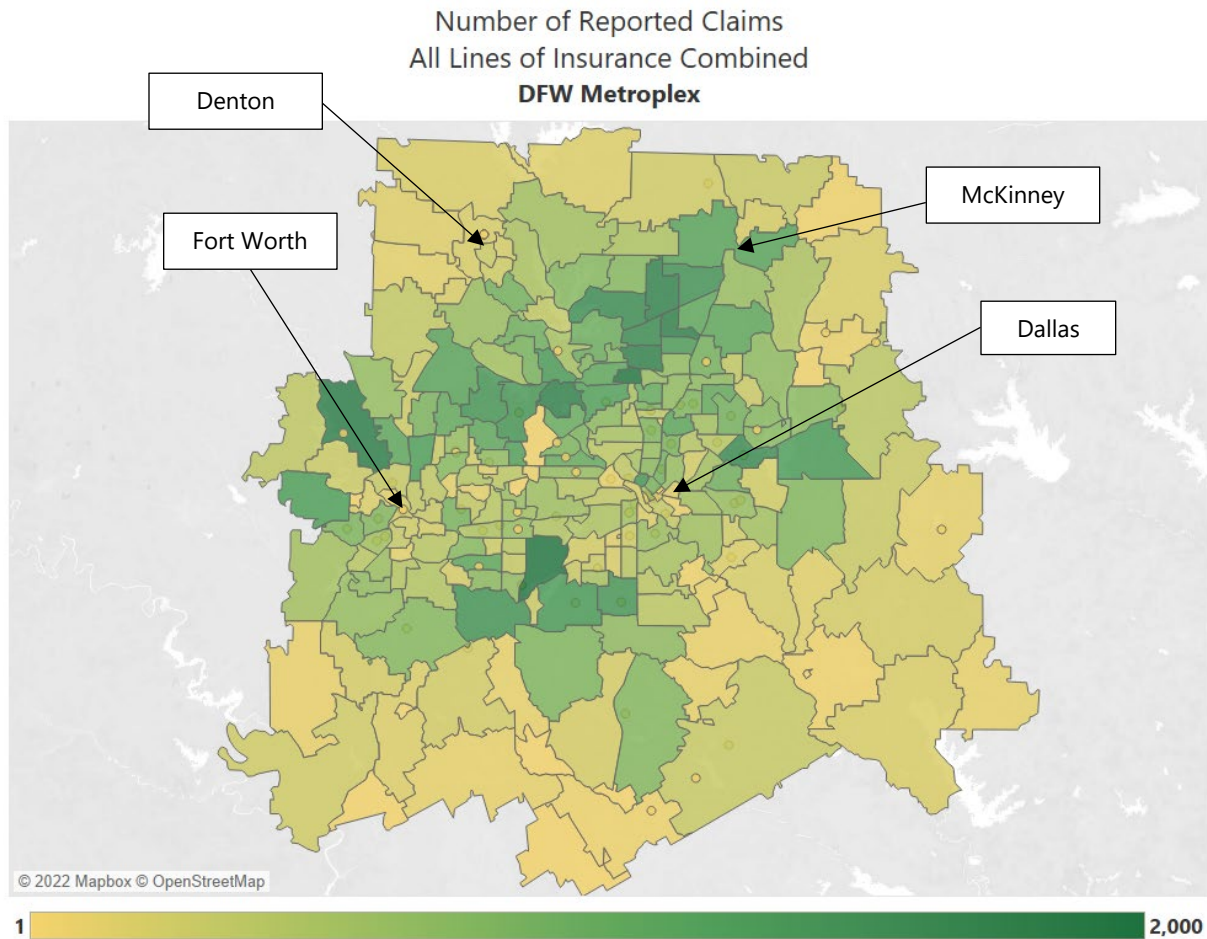 Number of Reported Claims
All Lines of Insurance Combined
DFW Metroplex
Denton
McKinney
Fort Worth
Dallas
© 2022 Mapbox © OpenStreetMap
1
2,000